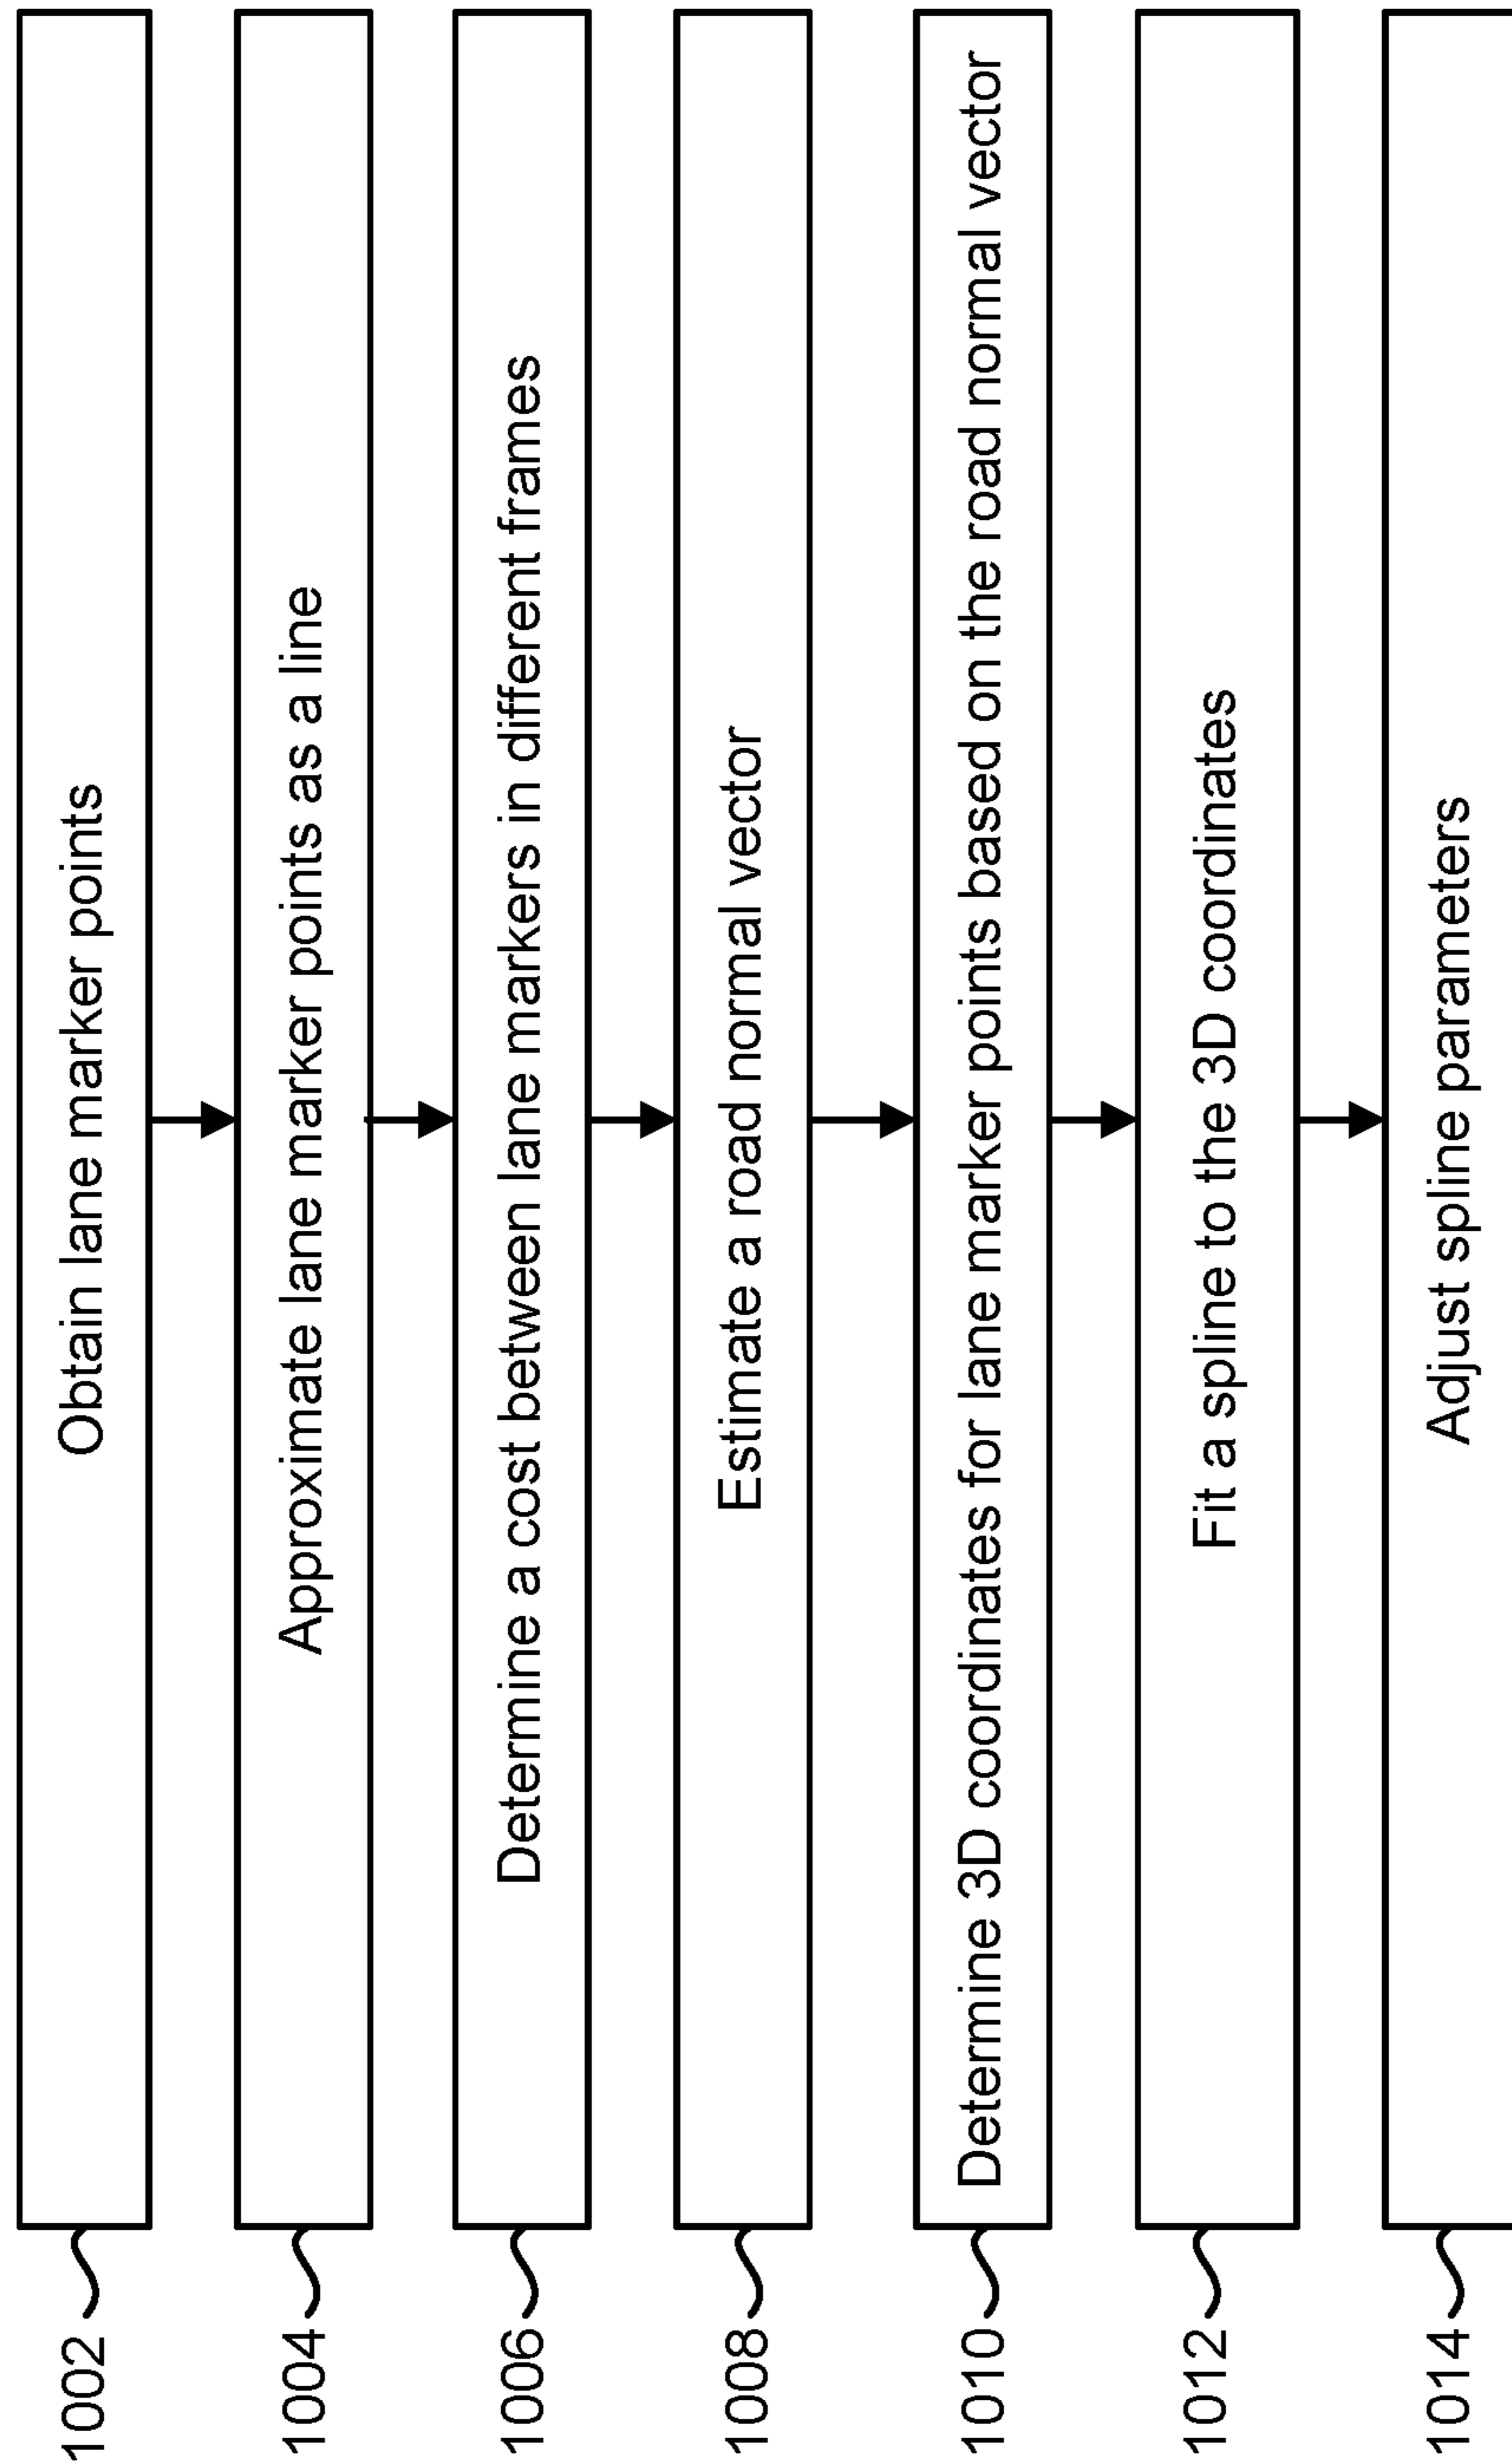 1002
Obtain lane marker points
1004
Approximate lane marker points as a line
1006
Determine a cost between lane markers in different frames
1008
Estimate a road normal vector
1010
Determine 3D coordinates for lane marker points based on the road normal vector
1012
Fit a spline to the 3D coordinates
1014
Adjust spline parameters